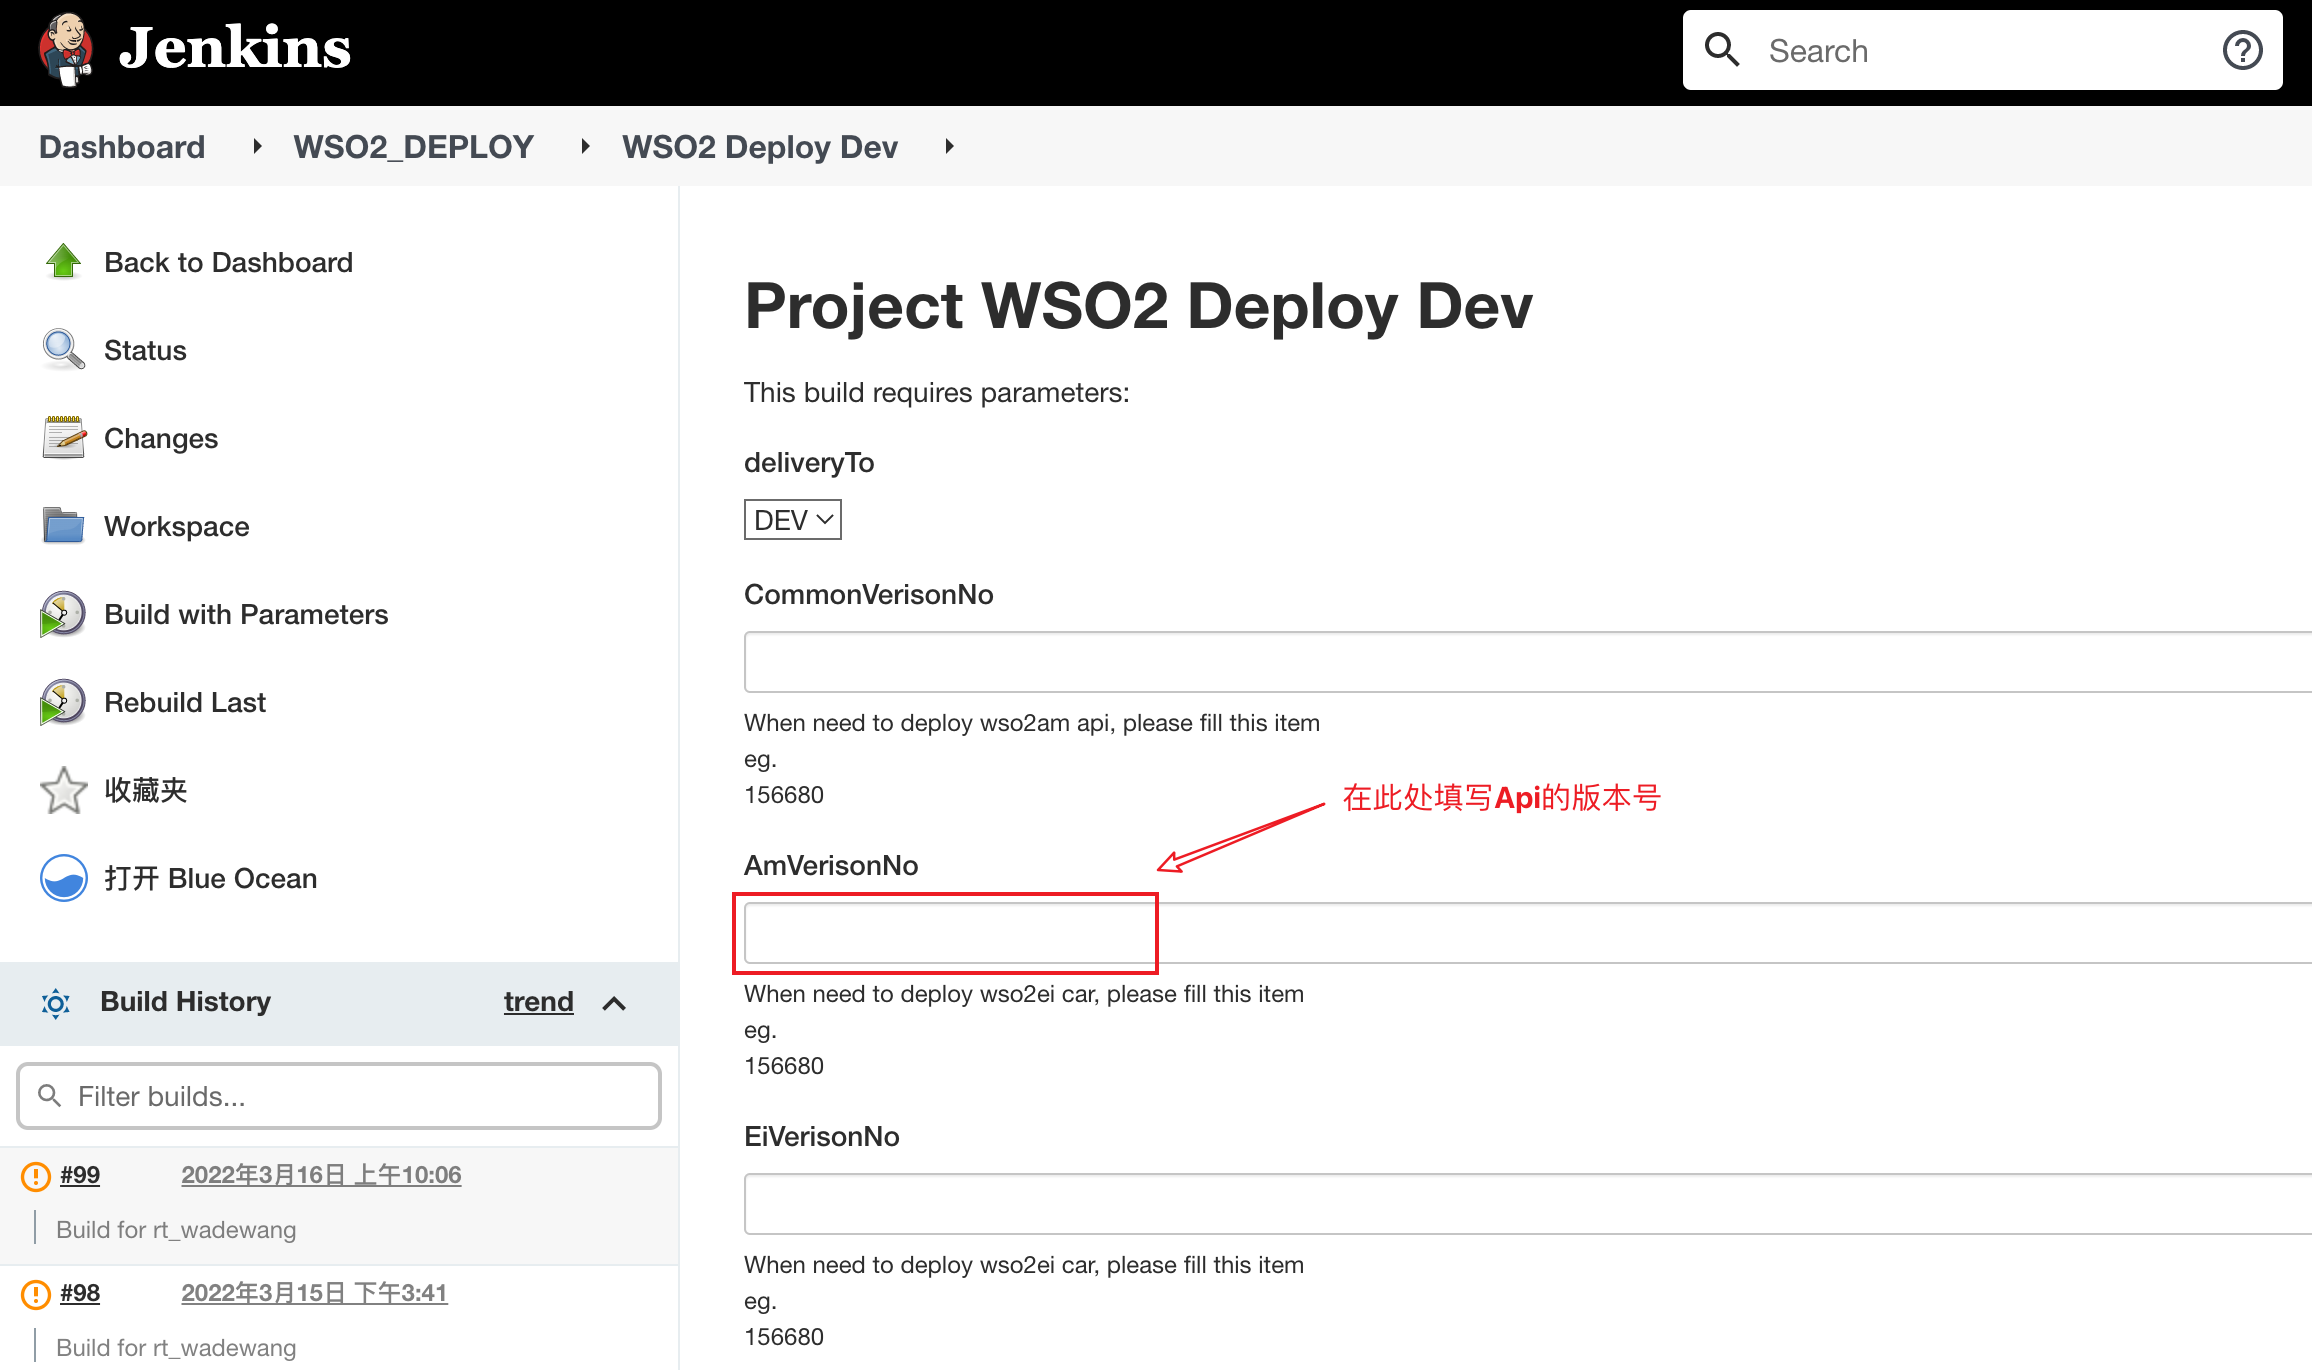 Jenkins
Search
Dashboard
WSO2_DEPLOY
WSO2 Deploy Dev
Back to Dashboard
Status
Changes
Workspace
Build with Parameters
Rebuild Last
收藏夹
打开 Blue Ocean
Build History
trend
Filter builds...
#99
2022年3月16日 上午10:06
Build for rt_wadewang
#98
2022年3月15日 下午3:41
Build for rt_wadewang
Project WSO2 Deploy Dev
This build requires parameters:
deliveryTo
DEV
CommonVerisonNo
When need to deploy wso2am api, please fill this item
eg.
156680
在此处填写Api的版本号
AmVerisonNo
When need to deploy wso2ei car, please fill this item
eg.
156680
EiVerisonNo
When need to deploy wso2ei car, please fill this item
eg.
156680